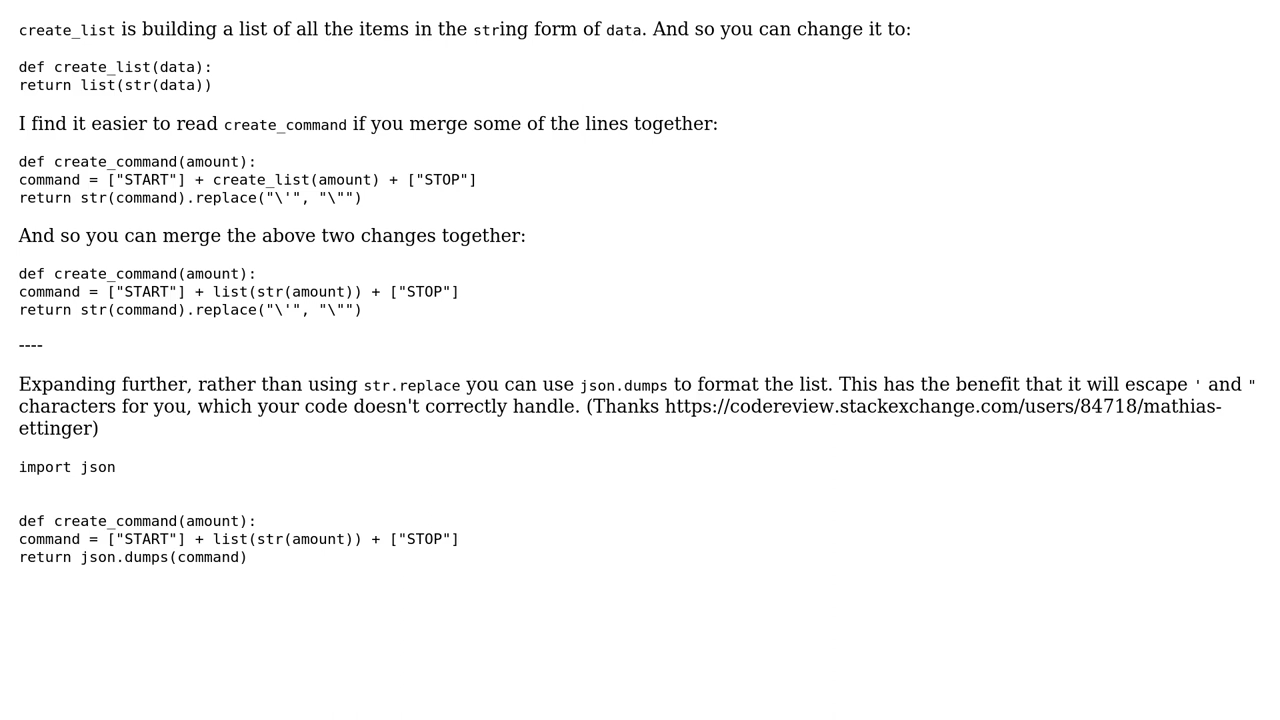 create_list is building a list of all the items in the string form of data. And so you can change it to:
def create_list(data):
return list(str(data))
I find it easier to read create_command if you merge some of the lines together:
def create_command(amount):
command = ["START"] + create_list(amount) + ["STOP"]
return str(command).replace("\'", "\"")
And so you can merge the above two changes together:
def create_command(amount):
command = ["START"] + list(str(amount)) + ["STOP"]
return str(command).replace("\'", "\"")
----
Expanding further, rather than using str.replace you can use json.dumps to format the list. This has the benefit that it will escape ' and "
characters for you, which your code doesn't correctly handle. (Thanks https://codereview.stackexchange.com/users/84718/mathias-
ettinger)
import json
def create_command(amount):
command = ["START"] + list(str(amount)) + ["STOP"]
return json.dumps(command)